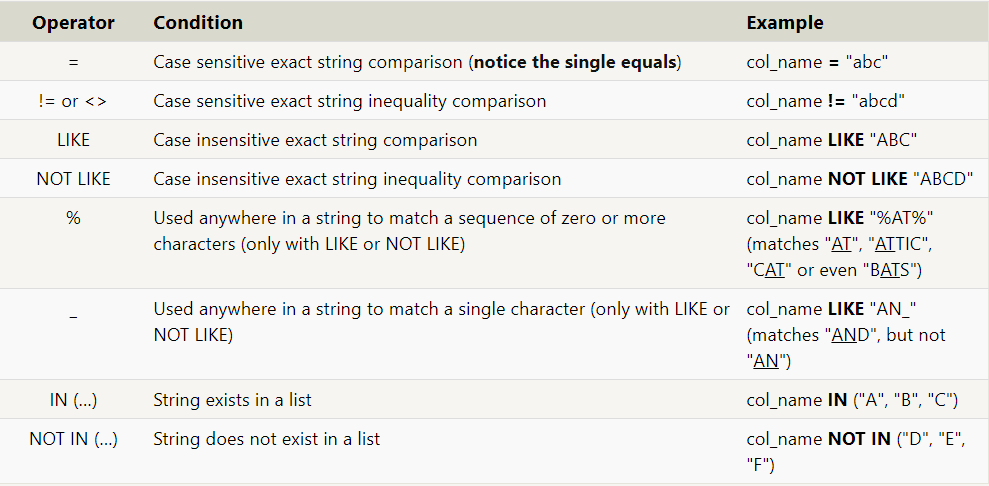 Operator Condition Example
= Case sensitive exact string comparison (notice the single equals) col_name = "abc"
!= or <> Case sensitive exact string inequality comparison col_name != "abcd"
LIKE Case insensitive exact string comparison col_name LIKE "ABC"
NOT LIKE Case insensitive exact string inequality comparison col_name NOT LIKE "ABCD"
% Used anywhere in a string to match a sequence of zero or more col_name LIKE "%AT%"
characters (only with LIKE or NOT LIKE) (matches "AT", "ATTIC",
"CAT" or even "BATS")
_ Used anywhere in a string to match a single character (only with LIKE or col_name LIKE "AN_"
NOT LIKE) (matches "AND", but not
"AN")
IN (…) String exists in a list col_name IN ("A", "B", "C")
NOT IN (…) String does not exist in a list col_name NOT IN ("D", "E",
"F")